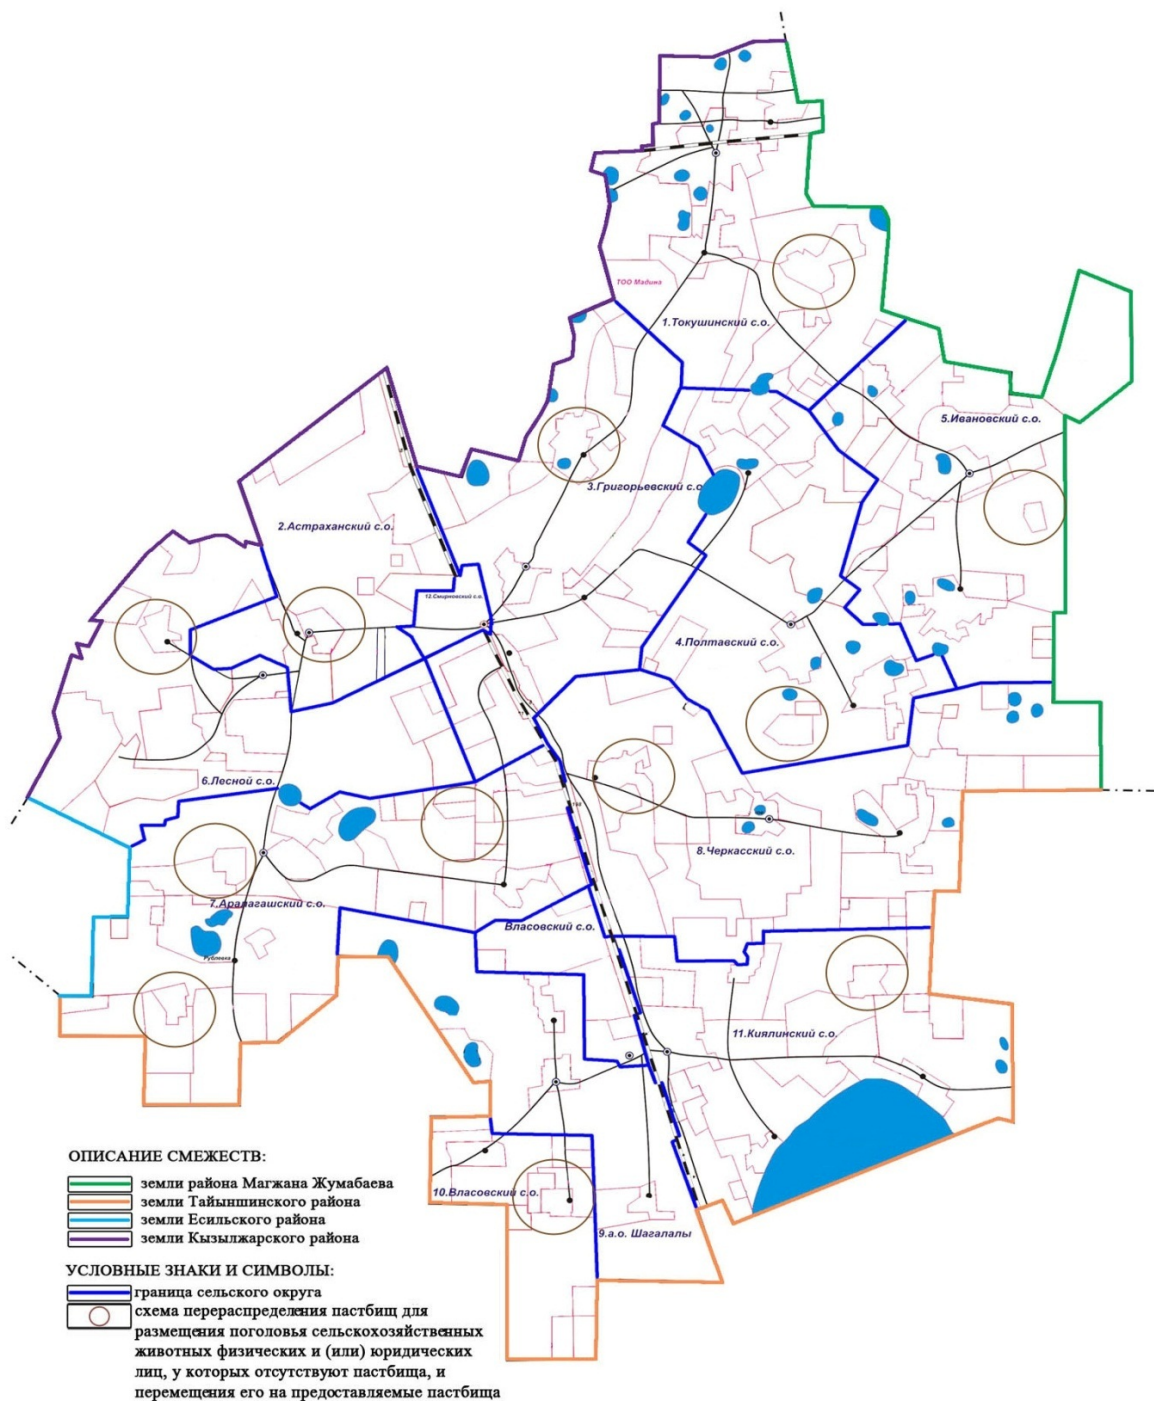 ТОО Мадина
1.Токушинский с.о.
5.Ивановский с.о.
3.Григорьевский с.о.
2.Астраханский с.о.
12.Смирновский с.о.
4.Полтавский с.о.
6.Лесной с.о.
8.Черкасский с.о.
7.Аралагашский с.о.
Власовский с.о.
Рублевка
11.Киялинский с.о.
10.Власовский с.о.
9.а.о. Шагалалы
ОПИСАНИЕ СМЕЖЕСТВ:
земли района Магжана Жумабаева
земли Тайыншинского района
земли Есильского района
земли Кызылжарского района
УСЛОВНЫЕ ЗНАКИ И СИМВОЛЫ:
граница сельского округа
схема перераспределения пастбищ для
размещения поголовья сельскохозяйственных
животных физических и (или) юридических
лиц, у которых отсутствуют пастбища, и
перемещения его на предоставляемые пастбища